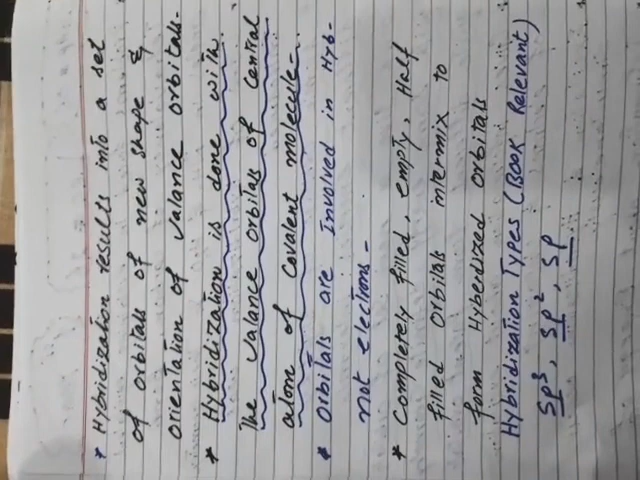 * Hybridization results into a set
of orbitals of new shape &
orientation of valance orbitals.
* Hybridization is done with
the valance orbitals of central
atom of Covalent molecule.
* Orbitals are Involved in Hyb-
not electrons -
* Completely filled, empty, Half
filled orbitals intermix to
form Hyberdized orbitals
Hybridization Types (Book Relevant)
sp³, sp², sp.